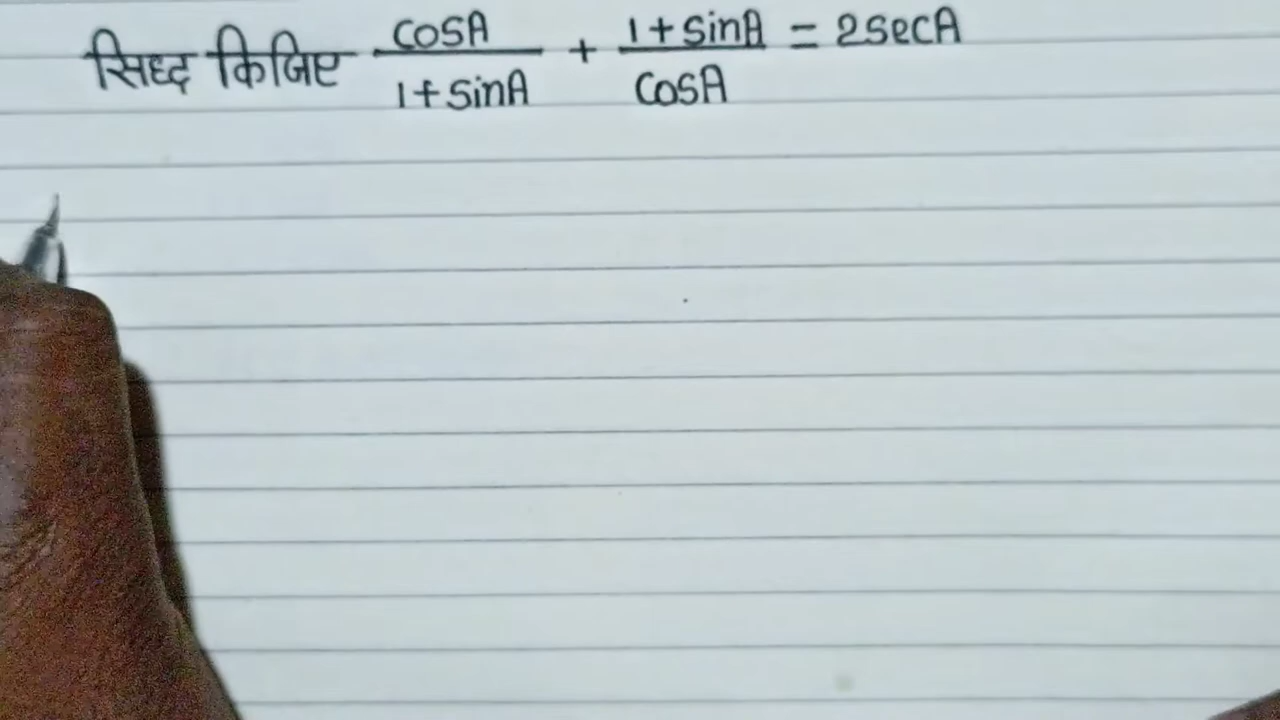 सिध्द किजिए cosA/1+sinA + 1+sinA/cosA = 2secA